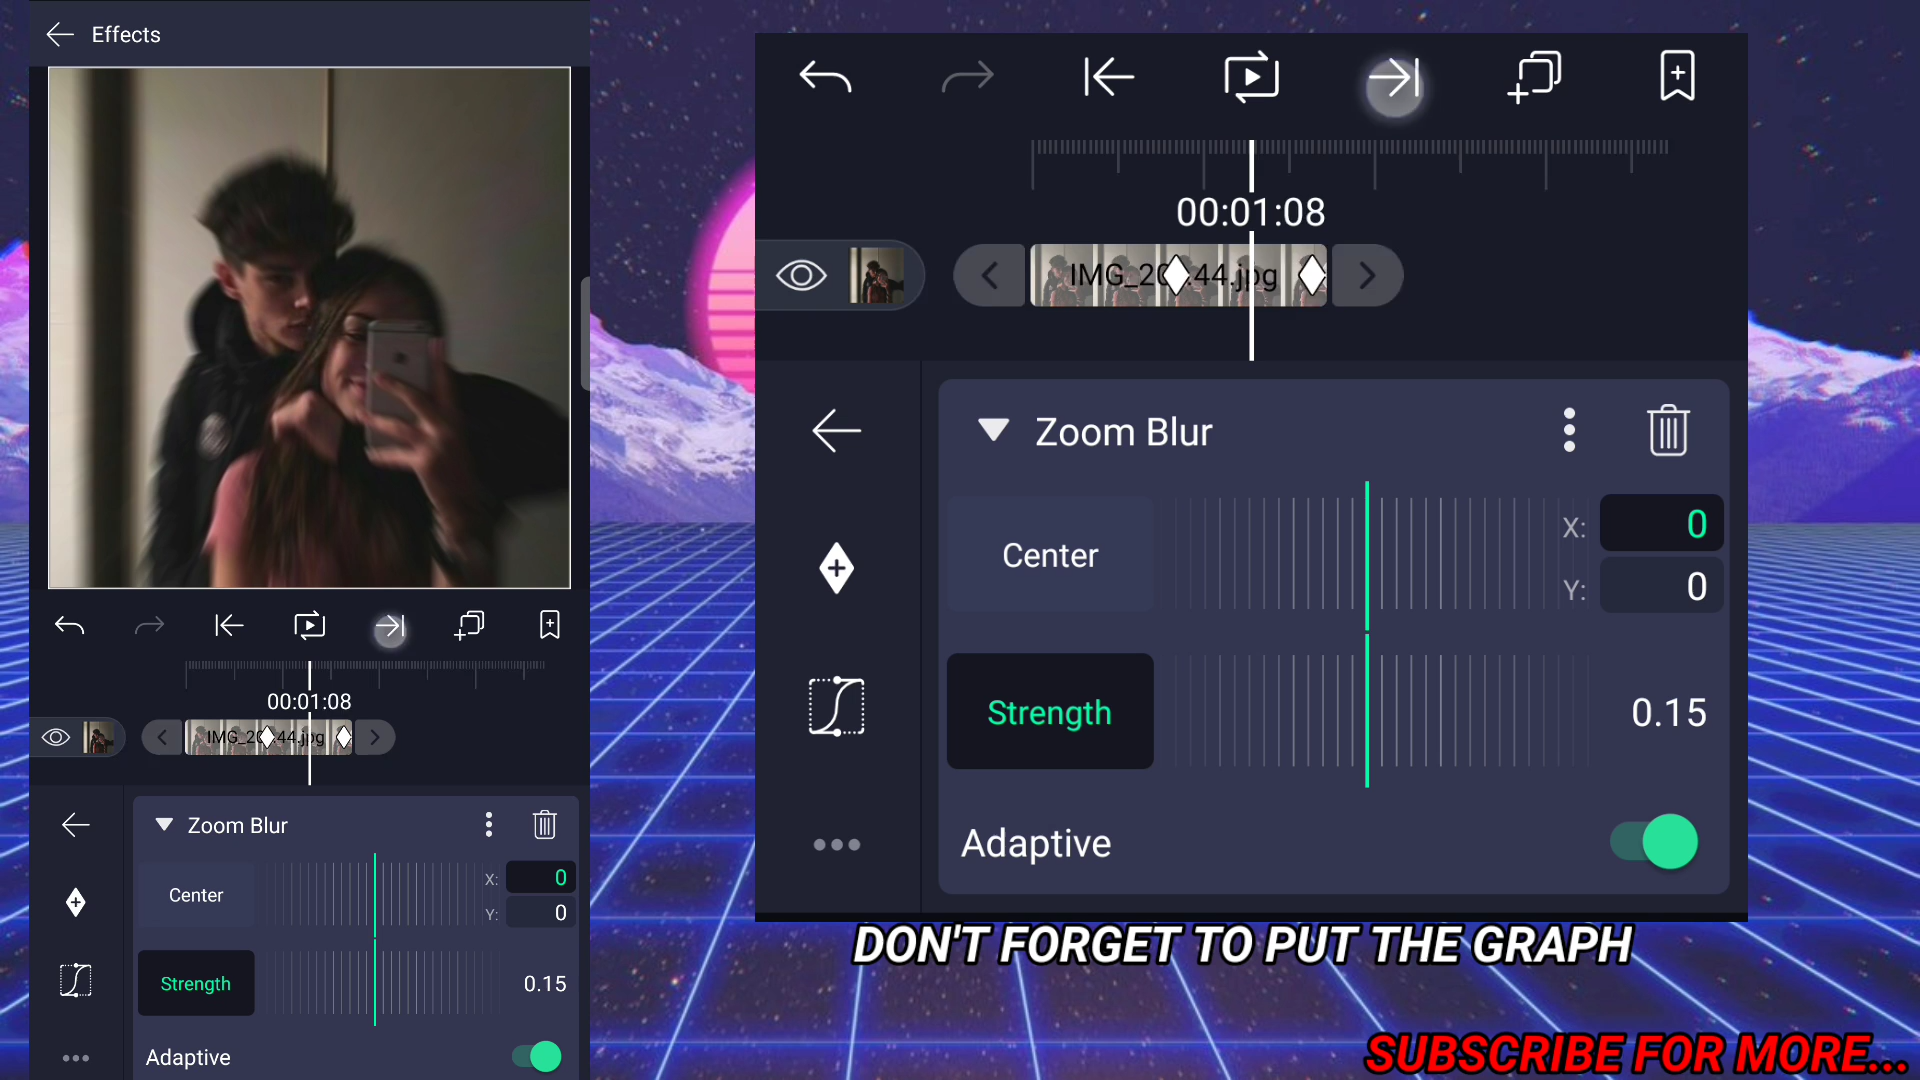 Effects
00:01:08
IMG_20 44.jpg
Zoom Blur
Center
X: 0
Y: 0
Strength
0.15
Adaptive
00:01:08
IMG_20 44.jpg
Zoom Blur
Center
X: 0
Y: 0
Strength
0.15
Adaptive
DON'T FORGET TO PUT THE GRAPH
SUBSCRIBE FOR MORE...